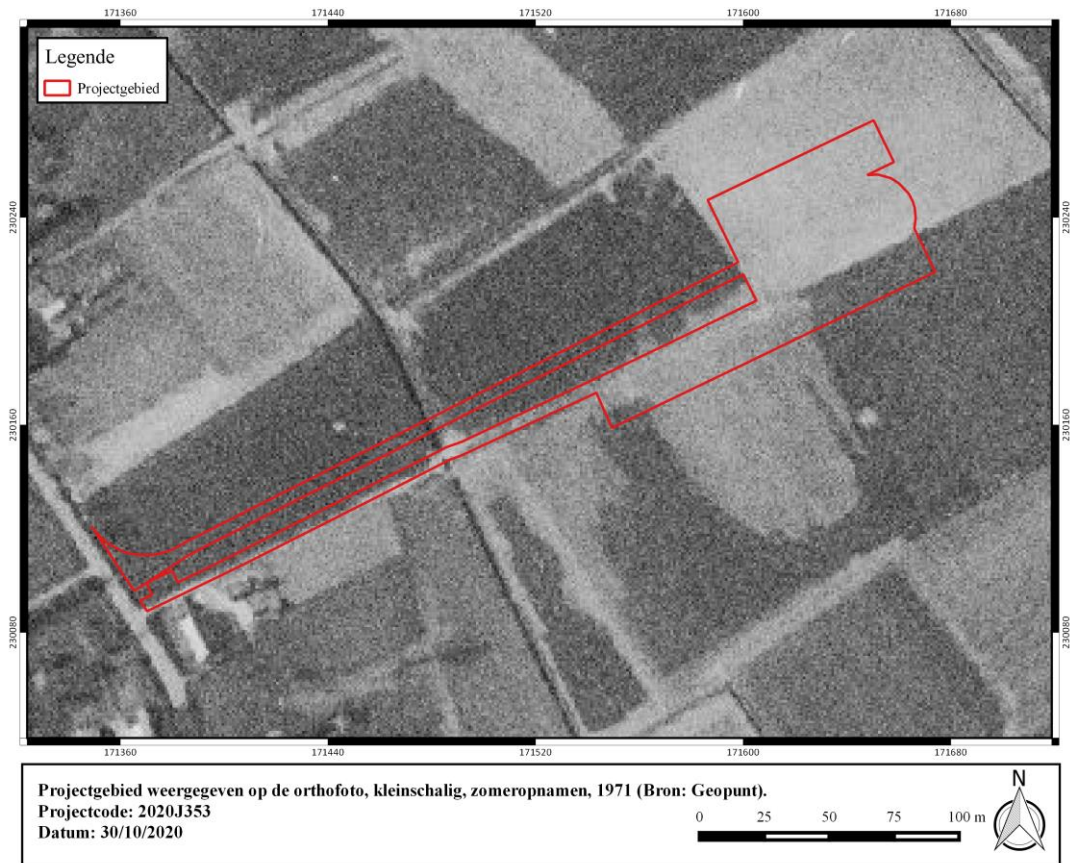 171360 171440 171520 171600 171680
Legende
Projectgebied
230240 230240
230160 230160
230080 230080
171360 171440 171520 171600 171680
Projectgebied weergegeven op de orthofoto, kleinschalig, zomeropnamen, 1971 (Bron: Geopunt).
Projectcode: 2020J353
Datum: 30/10/2020
0 25 50 75 100 m
N